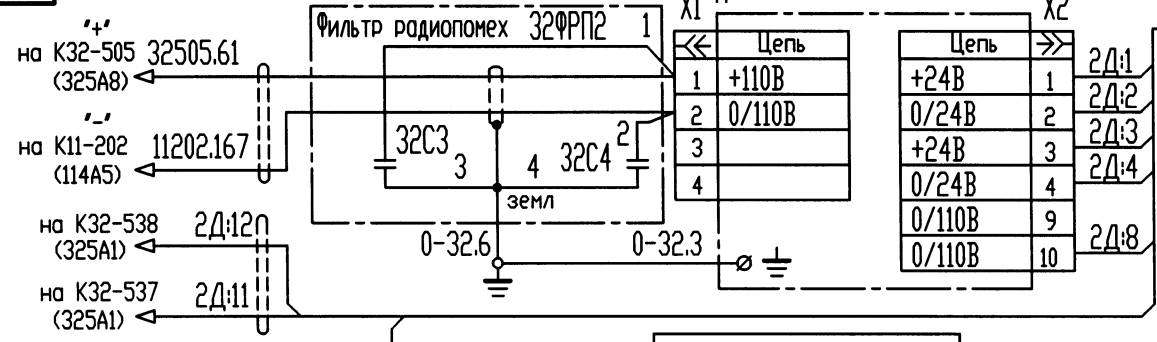 "+"
на К32-505 32505.61
(325А8)
"-"
на К11-202 11202.167
(114А5)
на К32-538 2Д:12
(325А1)
на К32-537 2Д:11
(325А1)
Фильтр радиопомех 32ФРП2 1
32С3 3 4 32С4 2
земл
0-32.6 0-32.3
Х1
Цепь
1 +110В
2 0/110В
3
4
Х2
Цепь
+24В 1 2Д:1
0/24В 2 2Д:2
+24В 3 2Д:3
0/24В 4 2Д:4
0/110В 9
0/110В 10 2Д:8